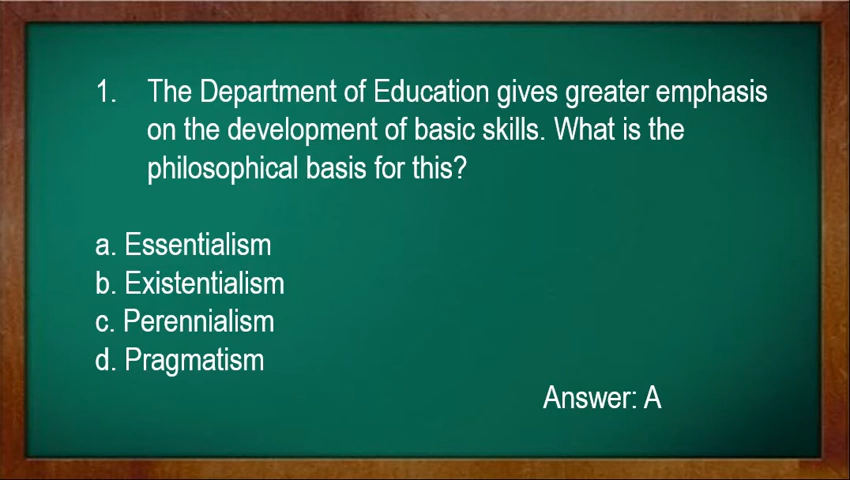 1. The Department of Education gives greater emphasis
on the development of basic skills. What is the
philosophical basis for this?
a. Essentialism
b. Existentialism
c. Perennialism
d. Pragmatism
Answer: A